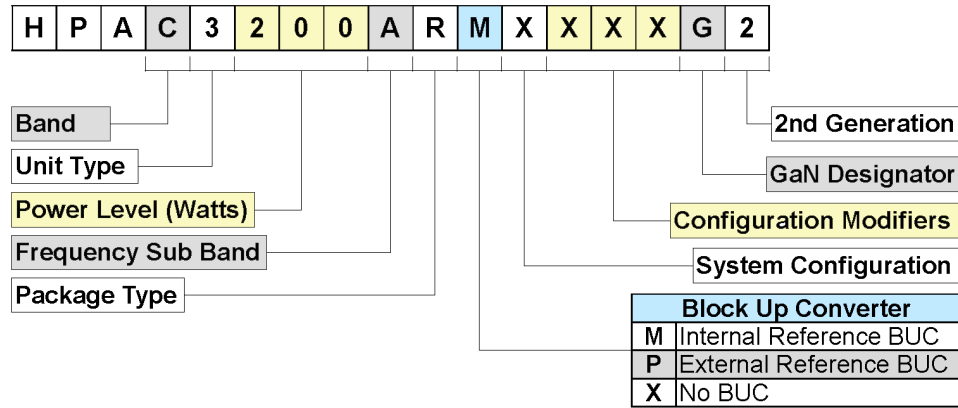 H P A C 3 2 0 0 A R M X X X X G 2
Band
2nd Generation
Unit Type
GaN Designator
Power Level (Watts)
Configuration Modifiers
Frequency Sub Band
System Configuration
Package Type
Block Up Converter
M Internal Reference BUC
P External Reference BUC
X No BUC